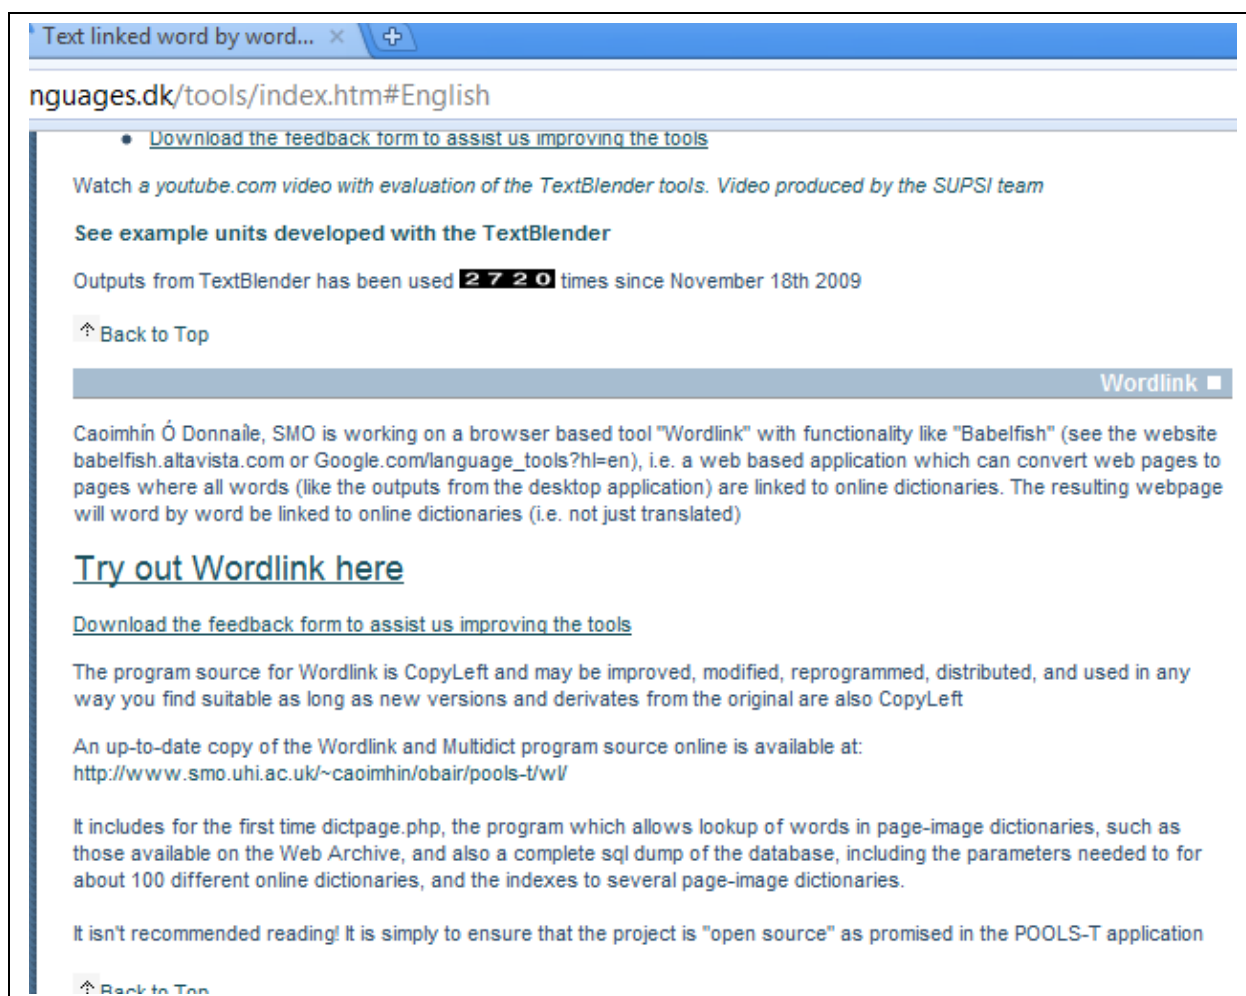 Text linked word by word...
nguages.dk/tools/index.htm#English
Download the feedback form to assist us improving the tools
Watch a youtube.com video with evaluation of the TextBlender tools. Video produced by the SUPSI team
See example units developed with the TextBlender
Outputs from TextBlender has been used 2720 times since November 18th 2009
Back to Top
Wordlink
Caoimhín Ó Donnaíle, SMO is working on a browser based tool "Wordlink" with functionality like "Babelfish" (see the website
babelfish.altavista.com or Google.com/language_tools?hl=en), i.e. a web based application which can convert web pages to
pages where all words (like the outputs from the desktop application) are linked to online dictionaries. The resulting webpage
will word by word be linked to online dictionaries (i.e. not just translated)
Try out Wordlink here
Download the feedback form to assist us improving the tools
The program source for Wordlink is CopyLeft and may be improved, modified, reprogrammed, distributed, and used in any
way you find suitable as long as new versions and derivates from the original are also CopyLeft
An up-to-date copy of the Wordlink and Multidict program source online is available at:
http://www.smo.uhi.ac.uk/~caoimhin/obair/pools-t/wl/
It includes for the first time dictpage.php, the program which allows lookup of words in page-image dictionaries, such as
those available on the Web Archive, and also a complete sql dump of the database, including the parameters needed to for
about 100 different online dictionaries, and the indexes to several page-image dictionaries.
It isn't recommended reading! It is simply to ensure that the project is "open source" as promised in the POOLS-T application
Back to Top